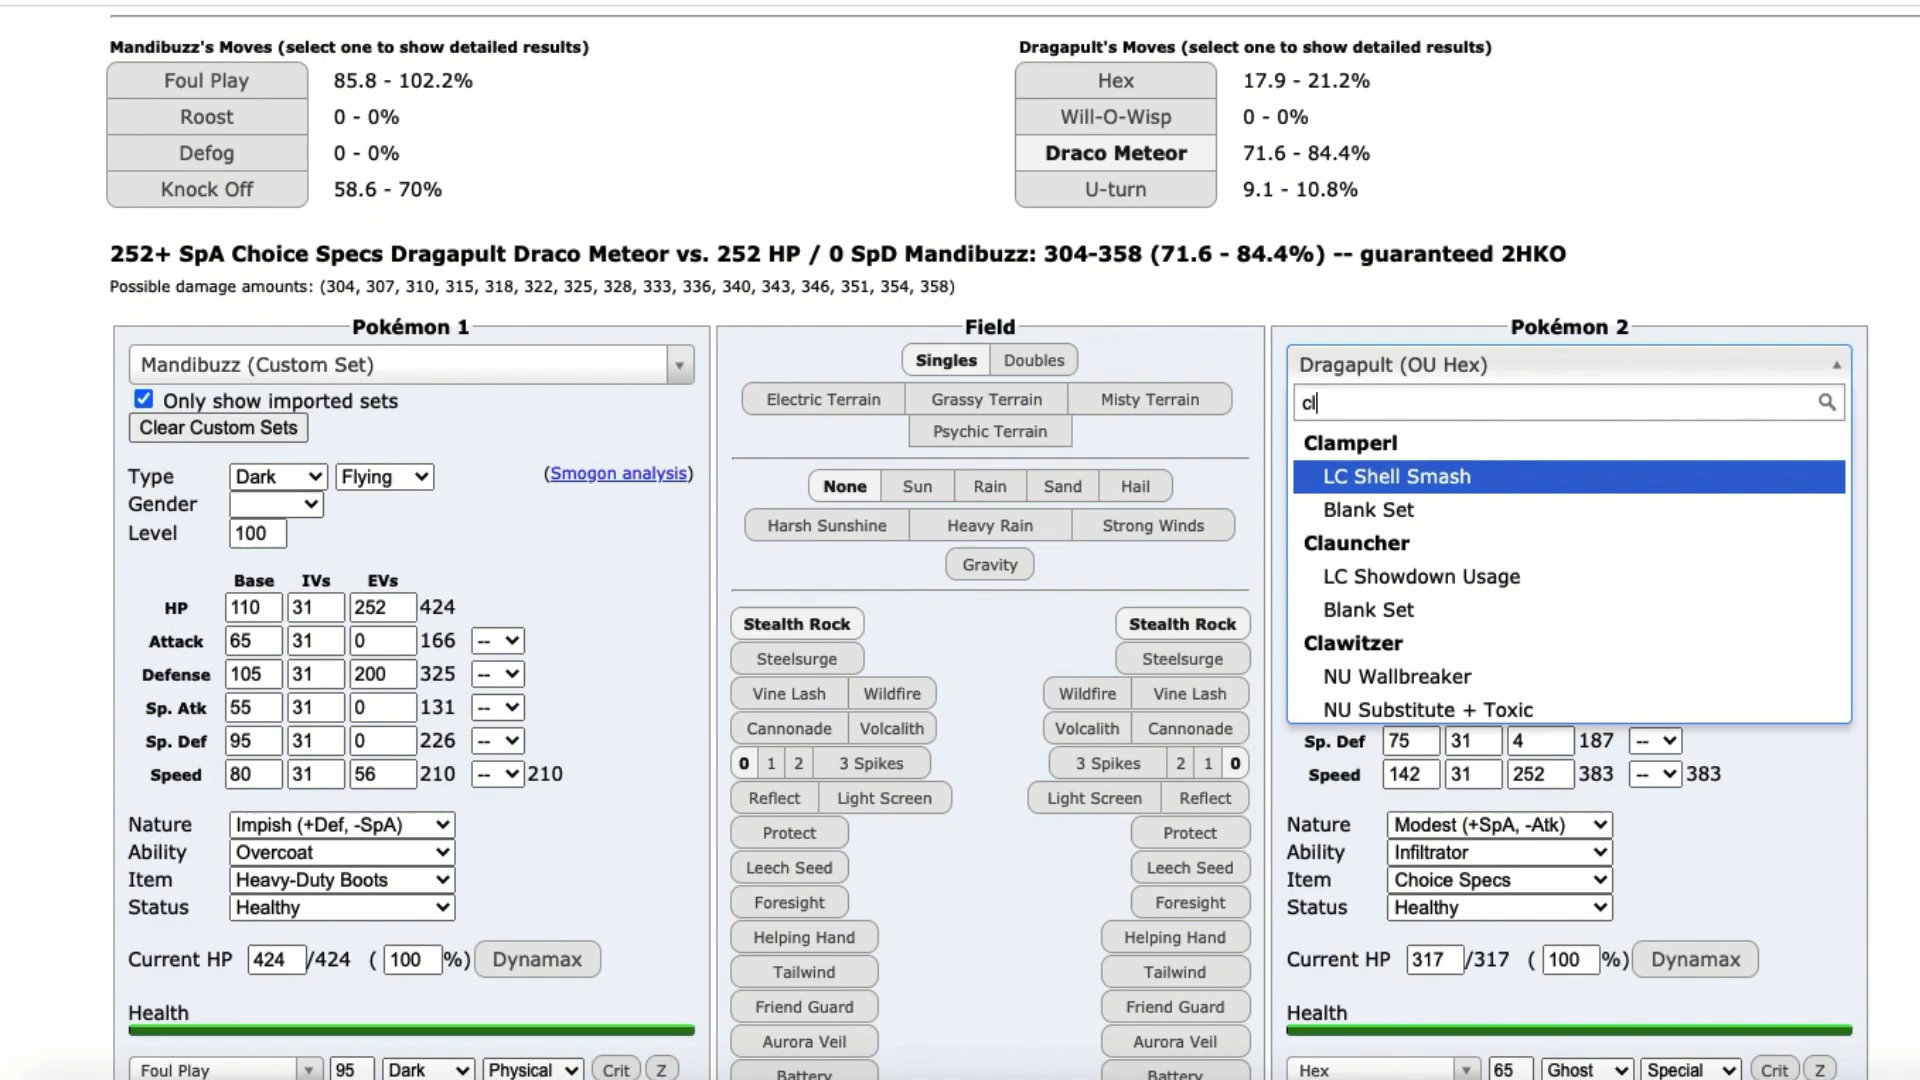 Mandibuzz's Moves (select one to show detailed results)
Dragapult's Moves (select one to show detailed results)
Foul Play 85.8 - 102.2%
Roost 0 - 0%
Defog 0 - 0%
Knock Off 58.6 - 70%
Hex 17.9 - 21.2%
Will-O-Wisp 0 - 0%
Draco Meteor 71.6 - 84.4%
U-turn 9.1 - 10.8%
252+ SpA Choice Specs Dragapult Draco Meteor vs. 252 HP / 0 SpD Mandibuzz: 304-358 (71.6 - 84.4%) -- guaranteed 2HKO
Possible damage amounts: (304, 307, 310, 315, 318, 322, 325, 328, 333, 336, 340, 343, 346, 351, 354, 358)
Pokémon 1
Mandibuzz (Custom Set)
Only show imported sets
Clear Custom Sets
Type Dark Flying (Smogon analysis)
Gender
Level 100
Base IVs EVs
HP 110 31 252 424
Attack 65 31 0 166 --
Defense 105 31 200 325 --
Sp. Atk 55 31 0 131 --
Sp. Def 95 31 0 226 --
Speed 80 31 56 210 -- 210
Nature Impish (+Def, -SpA)
Ability Overcoat
Item Heavy-Duty Boots
Status Healthy
Current HP 424 /424 ( 100 %) Dynamax
Health
Foul Play 95 Dark Physical Crit Z
Field
Singles Doubles
Electric Terrain Grassy Terrain Misty Terrain
Psychic Terrain
None Sun Rain Sand Hail
Harsh Sunshine Heavy Rain Strong Winds
Gravity
Stealth Rock Stealth Rock
Steelsurge Steelsurge
Vine Lash Wildfire Wildfire Vine Lash
Cannonade Volcalith Volcalith Cannonade
0 1 2 3 Spikes 3 Spikes 2 1 0
Reflect Light Screen Light Screen Reflect
Protect Protect
Leech Seed Leech Seed
Foresight Foresight
Helping Hand Helping Hand
Tailwind Tailwind
Friend Guard Friend Guard
Aurora Veil Aurora Veil
Battery Battery
Pokémon 2
Dragapult (OU Hex)
cl
Clamperl
LC Shell Smash
Blank Set
Clauncher
LC Showdown Usage
Blank Set
Clawitzer
NU Wallbreaker
NU Substitute + Toxic
Sp. Def 75 31 4 187 --
Speed 142 31 252 383 -- 383
Nature Modest (+SpA, -Atk)
Ability Infiltrator
Item Choice Specs
Status Healthy
Current HP 317 /317 ( 100 %) Dynamax
Health
Hex 65 Ghost Special Crit Z